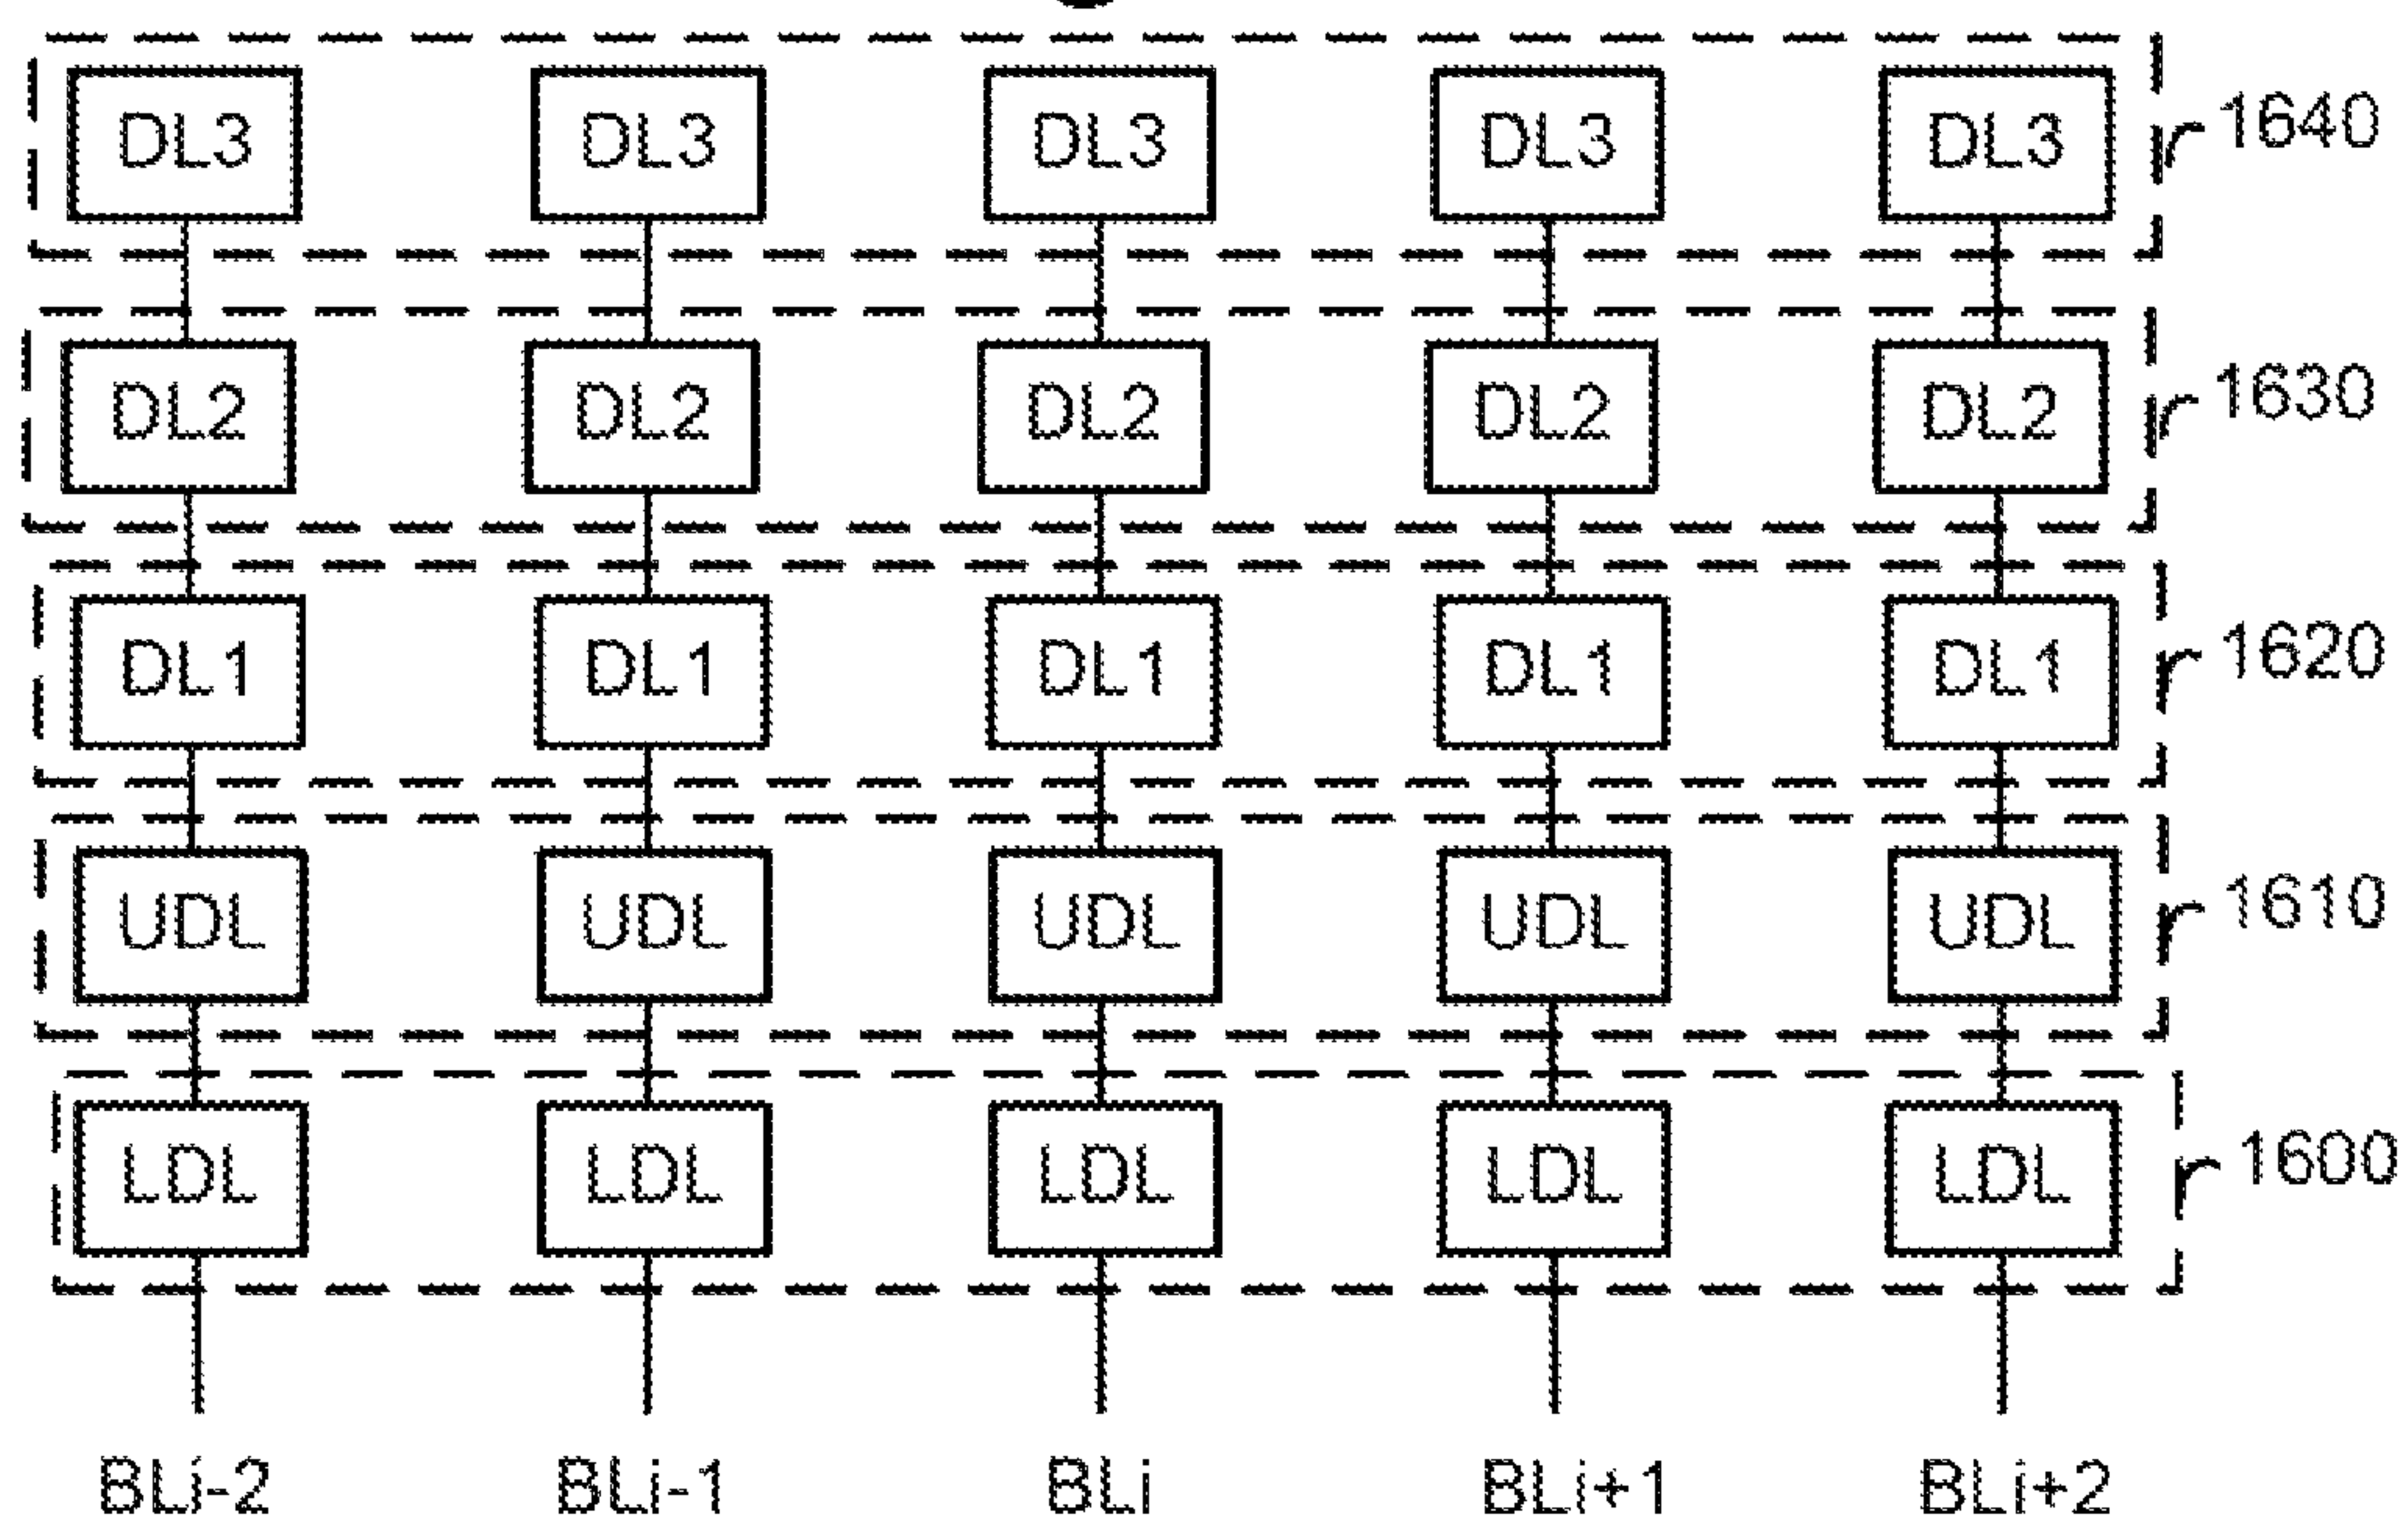 DL3 DL3 DL3 DL3 DL3 1640
DL2 DL2 DL2 DL2 DL2 1630
DL1 DL1 DL1 DL1 DL1 1620
UDL UDL UDL UDL UDL 1610
LDL LDL LDL LDL LDL 1600
BLi-2 BLi-1 BLi BLi+1 BLi+2